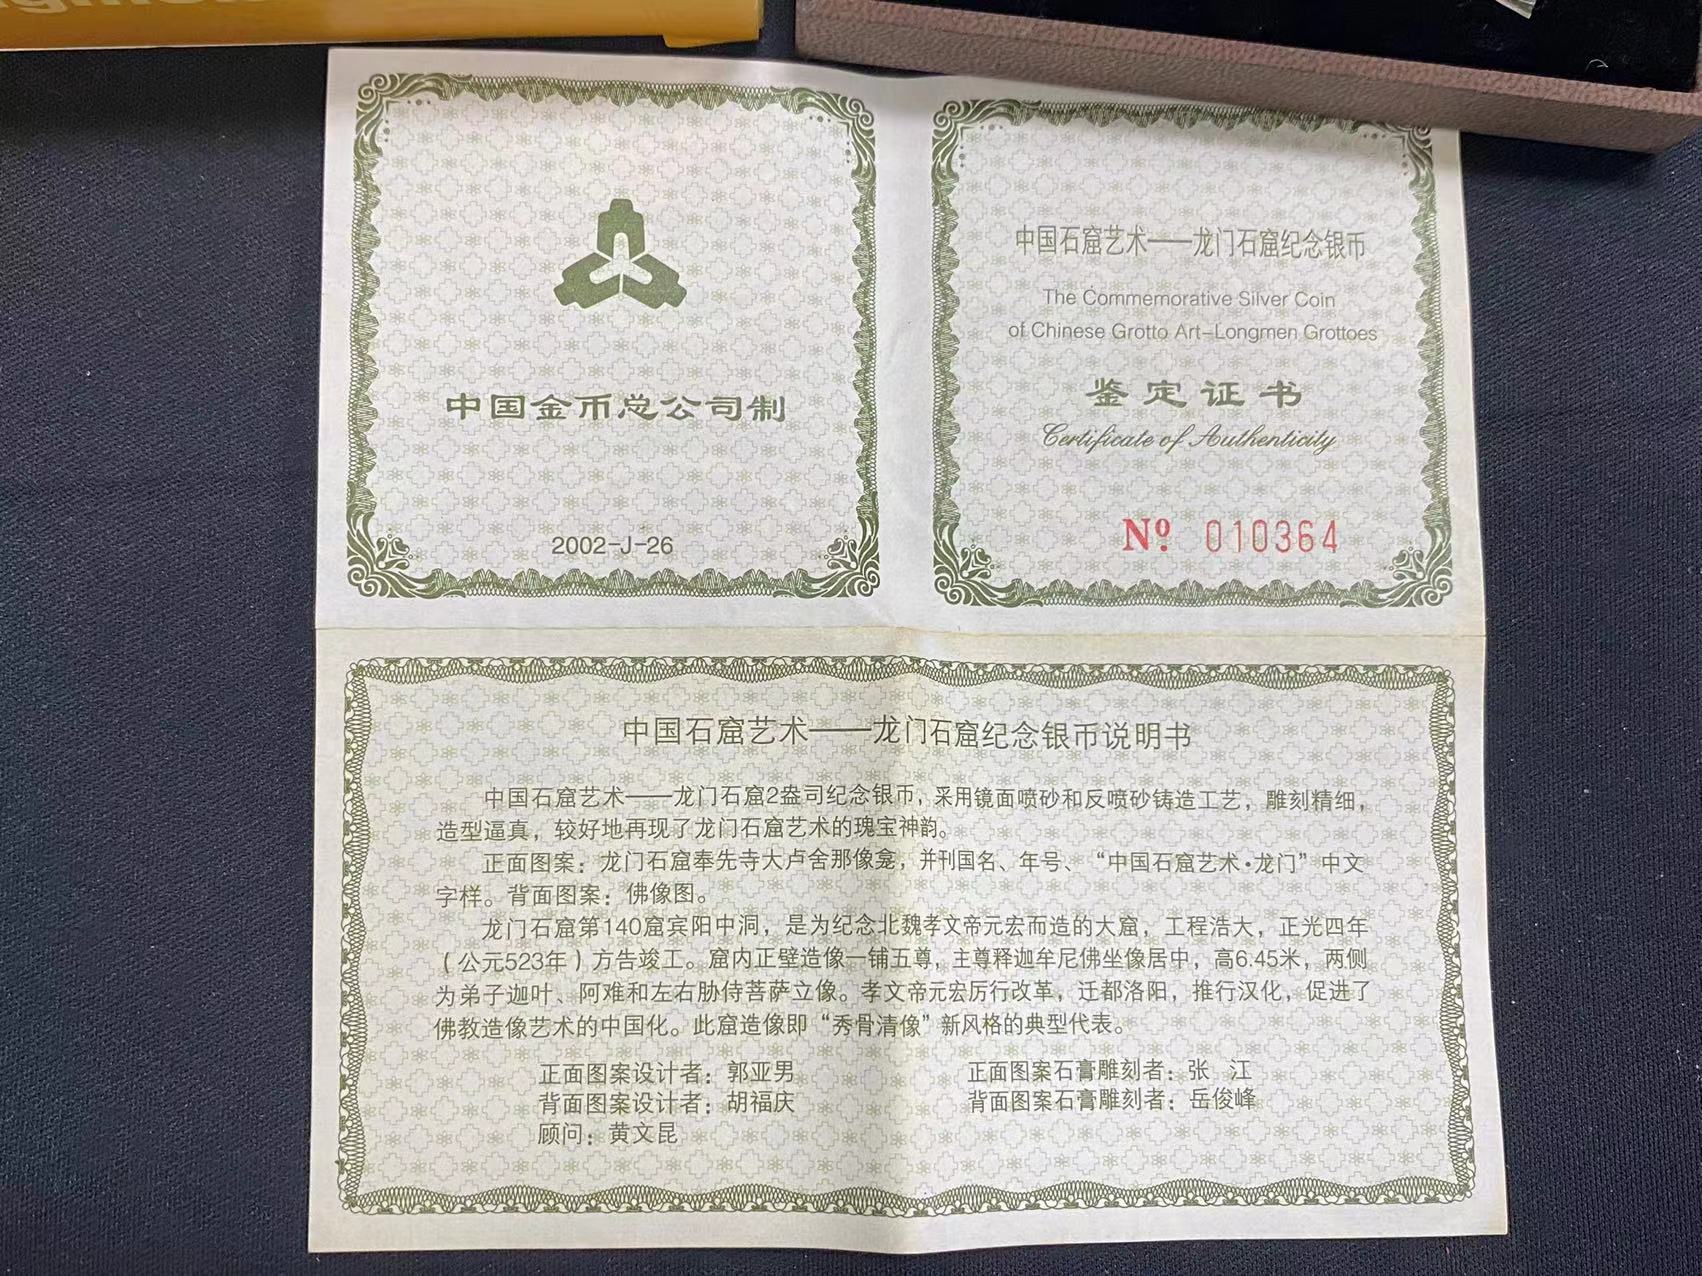 中国金币总公司制
2002-J-26
中国石窟艺术——龙门石窟纪念银币
The Commemorative Silver Coin
of Chinese Grotto Art-Longmen Grottoes
鉴定证书
Certificate of Authenticity
Nº 010364
中国石窟艺术——龙门石窟纪念银币说明书
中国石窟艺术——龙门石窟2盎司纪念银币，采用镜面喷砂和反喷砂铸造工艺，雕刻精细，
造型逼真，较好地再现了龙门石窟艺术的瑰宝神韵。
正面图案：龙门石窟奉先寺大卢舍那像龛，并刊国名、年号、“中国石窟艺术·龙门”中文
字样。背面图案：佛像图。
龙门石窟第140窟宾阳中洞，是为纪念北魏孝文帝元宏而造的大窟，工程浩大，正光四年
（公元523年）方告竣工。窟内正壁造像一铺五尊，主尊释迦牟尼佛坐像居中，高6.45米，两侧
为弟子迦叶、阿难和左右胁侍菩萨立像。孝文帝元宏厉行改革，迁都洛阳，推行汉化，促进了
佛教造像艺术的中国化。此窟造像即“秀骨清像”新风格的典型代表。
正面图案设计者：郭亚男
正面图案石膏雕刻者：张 江
背面图案设计者：胡福庆
背面图案石膏雕刻者：岳俊峰
顾问：黄文昆